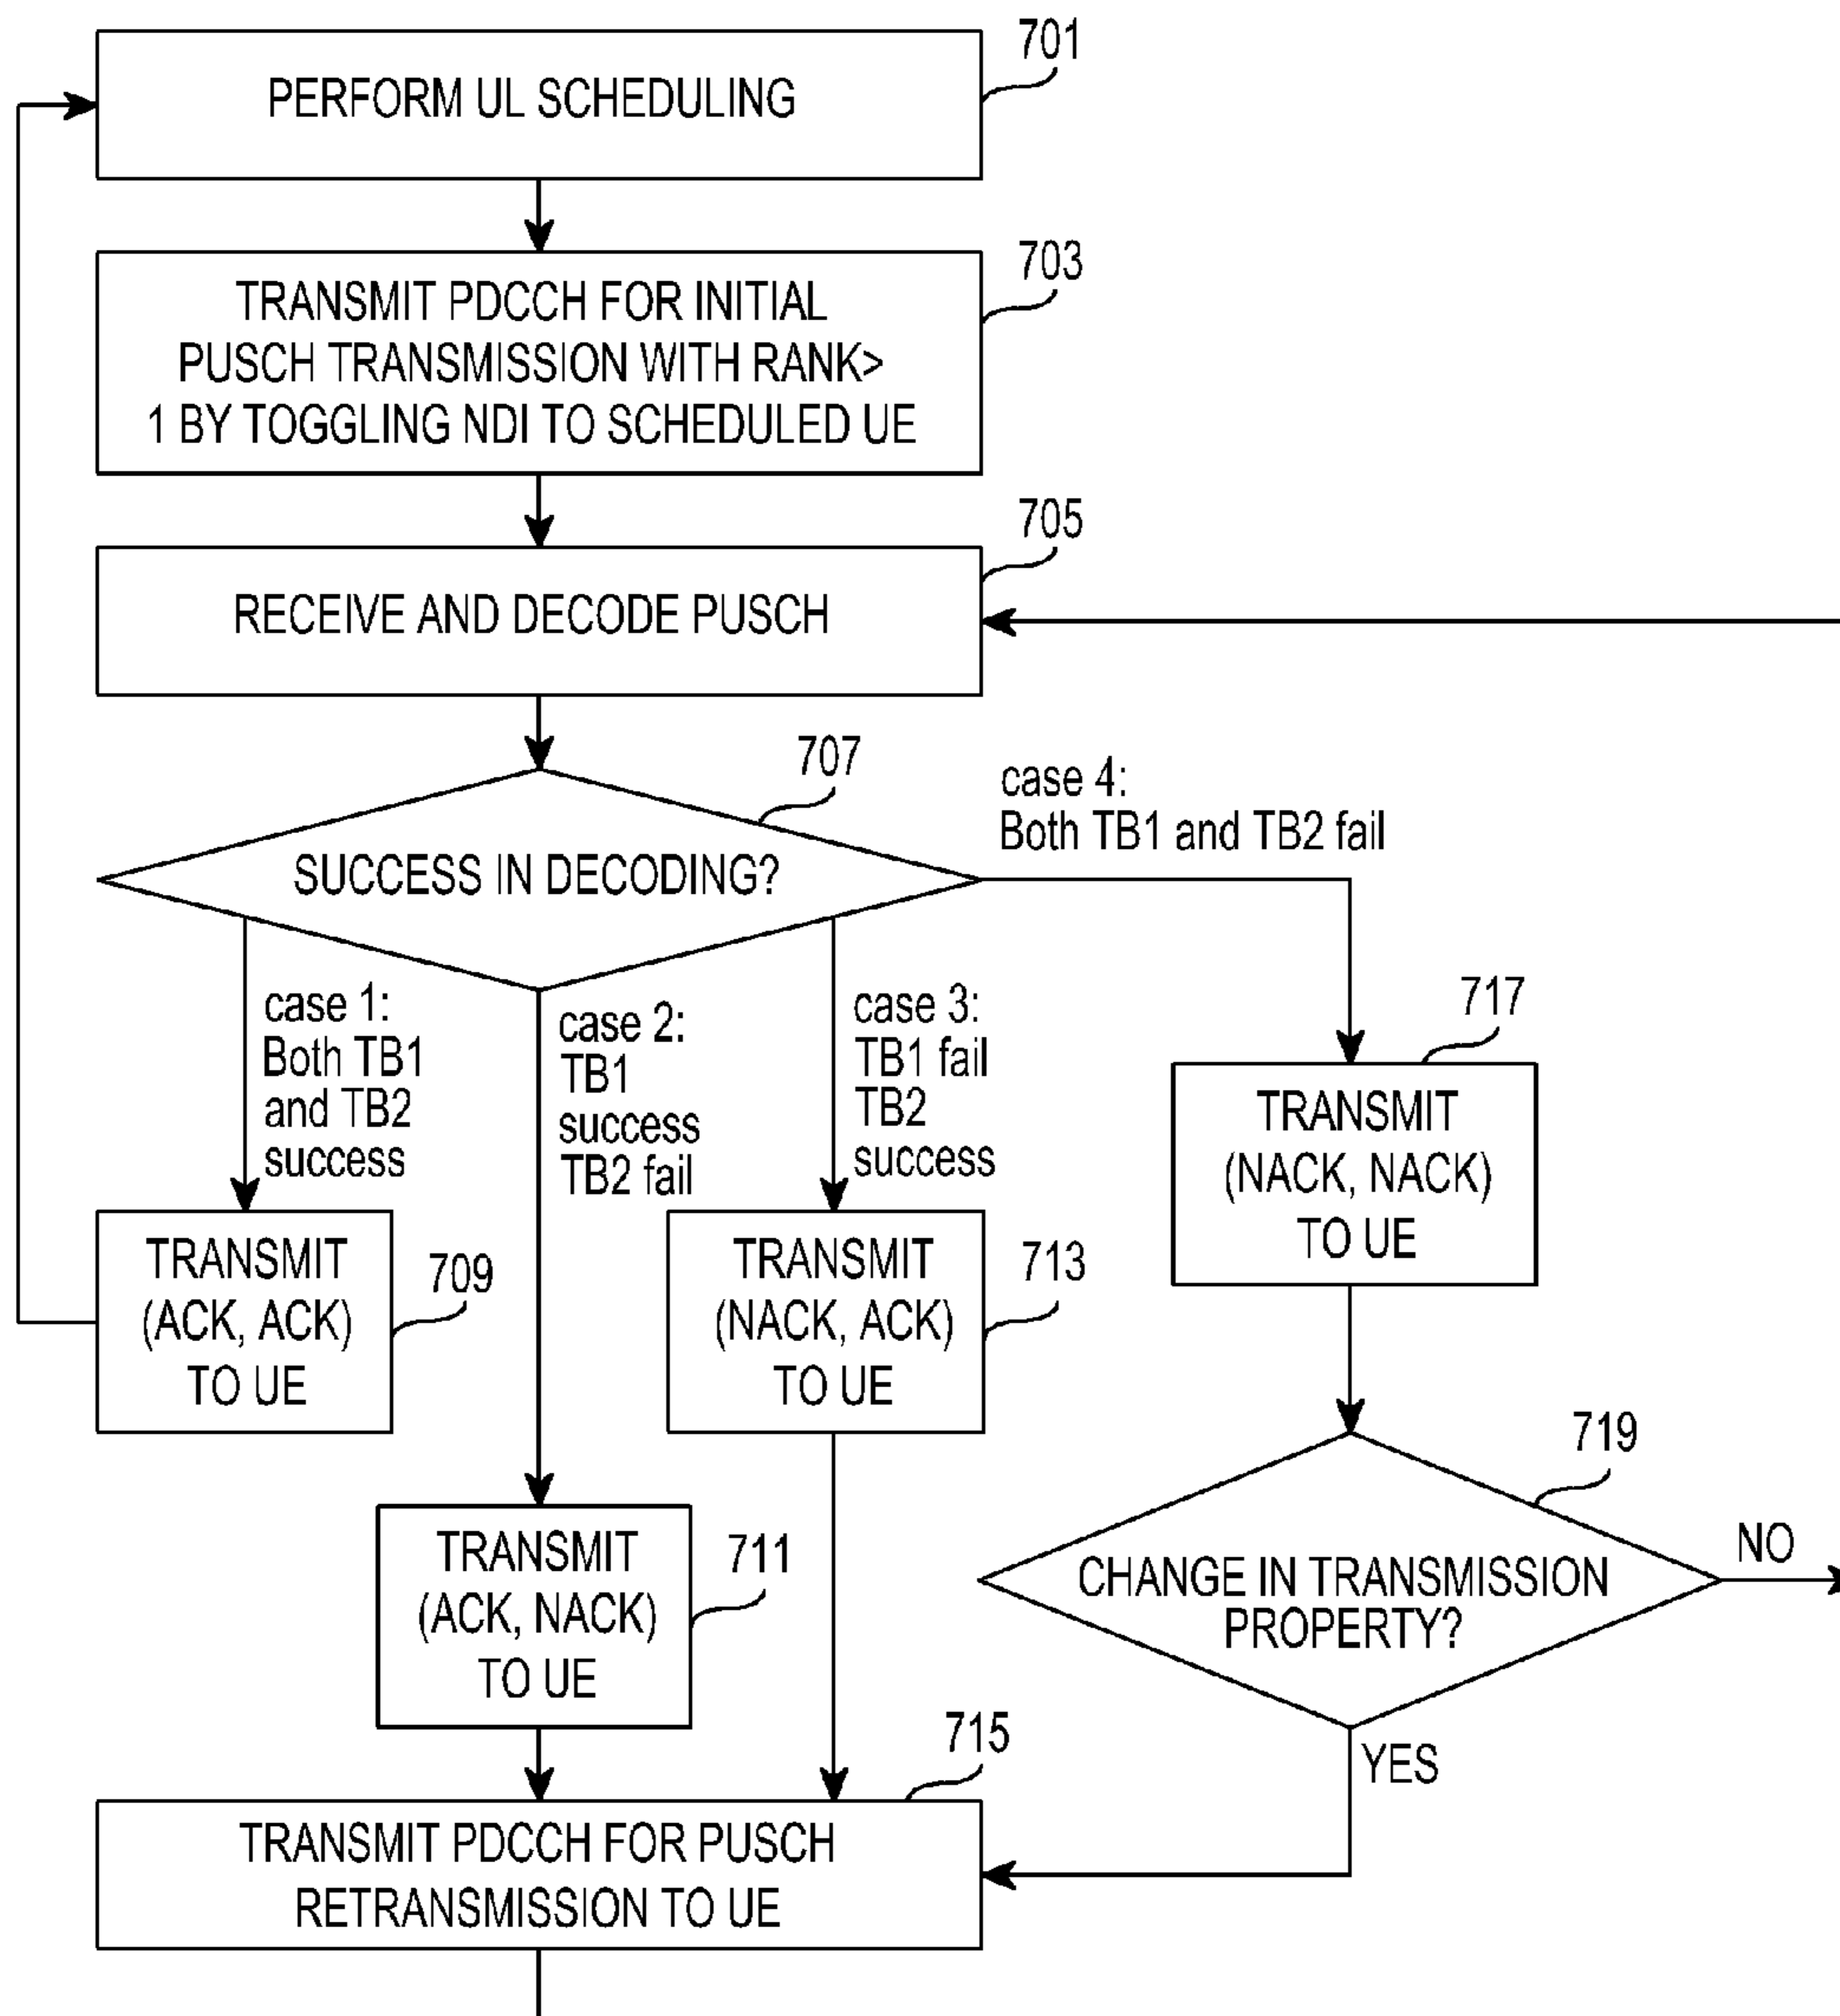 701
PERFORM UL SCHEDULING
703
TRANSMIT PDCCH FOR INITIAL
PUSCH TRANSMISSION WITH RANK>
1 BY TOGGLING NDI TO SCHEDULED UE
705
RECEIVE AND DECODE PUSCH
707
SUCCESS IN DECODING?
case 4:
Both TB1 and TB2 fail
case 1:
Both TB1
and TB2
success
case 2:
TB1
success
TB2 fail
case 3:
TB1 fail
TB2
success
717
TRANSMIT
(NACK, NACK)
TO UE
TRANSMIT
(ACK, ACK)
TO UE
709
TRANSMIT
(NACK, ACK)
TO UE
713
719
CHANGE IN TRANSMISSION
PROPERTY?
NO
YES
TRANSMIT
(ACK, NACK)
TO UE
711
715
TRANSMIT PDCCH FOR PUSCH
RETRANSMISSION TO UE